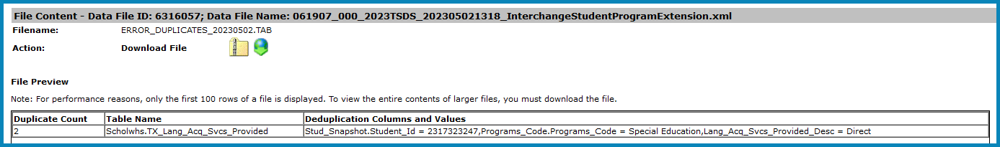 File Content - Data File ID: 6316057; Data File Name: 061907_000_2023TSDS_202305021318_InterchangeStudentProgramExtension.xml
Filename: ERROR_DUPLICATES_20230502.TAB
Action: Download File
File Preview
Note: For performance reasons, only the first 100 rows of a file is displayed. To view the entire contents of larger files, you must download the file.
Duplicate Count Table Name Deduplication Columns and Values
2 Scholwhs.TX_Lang_Acq_Svcs_Provided Stud_Snapshot.Student_Id = 2317323247,Programs_Code.Programs_Code = Special Education,Lang_Acq_Svcs_Provided_Desc = Direct